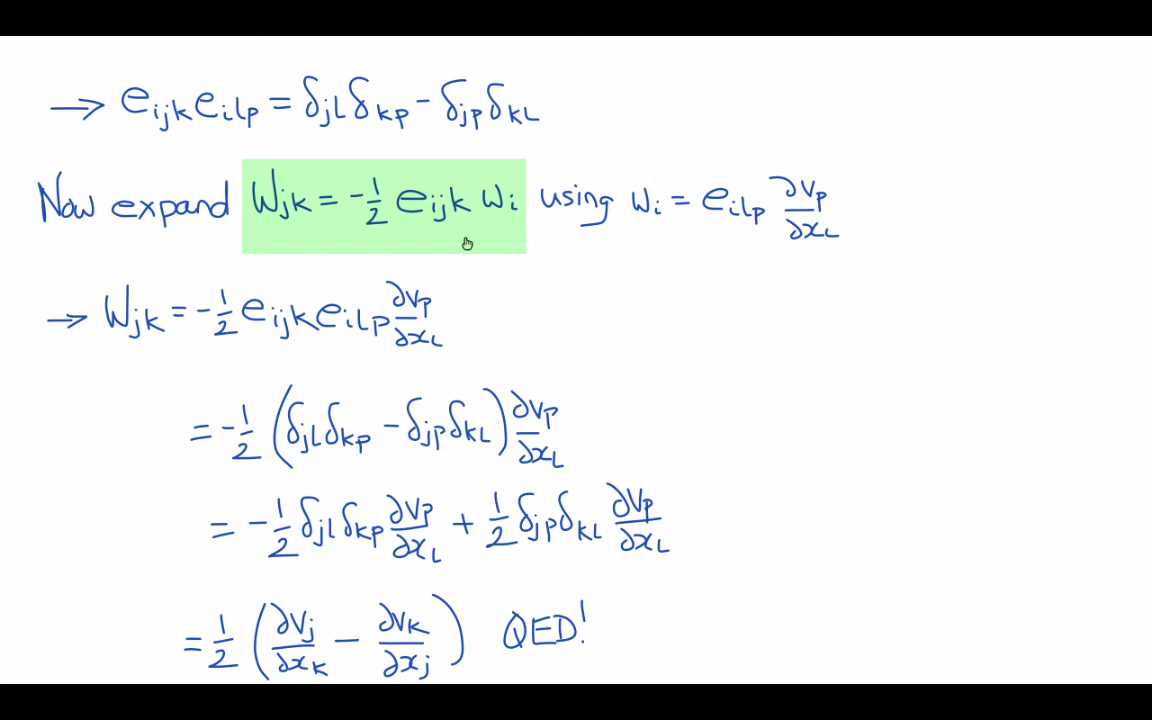 → e_ijk e_ilp = δ_jl δ_kp - δ_jp δ_kl
Now expand W_jk = -1/2 e_ijk w_i using w_i = e_ilp ∂v_p/∂x_l
→ W_jk = -1/2 e_ijk e_ilp ∂v_p/∂x_l
= -1/2 (δ_jl δ_kp - δ_jp δ_kl) ∂v_p/∂x_l
= -1/2 δ_jl δ_kp ∂v_p/∂x_l + 1/2 δ_jp δ_kl ∂v_p/∂x_l
= 1/2 (∂v_j/∂x_k - ∂v_k/∂x_j) QED!